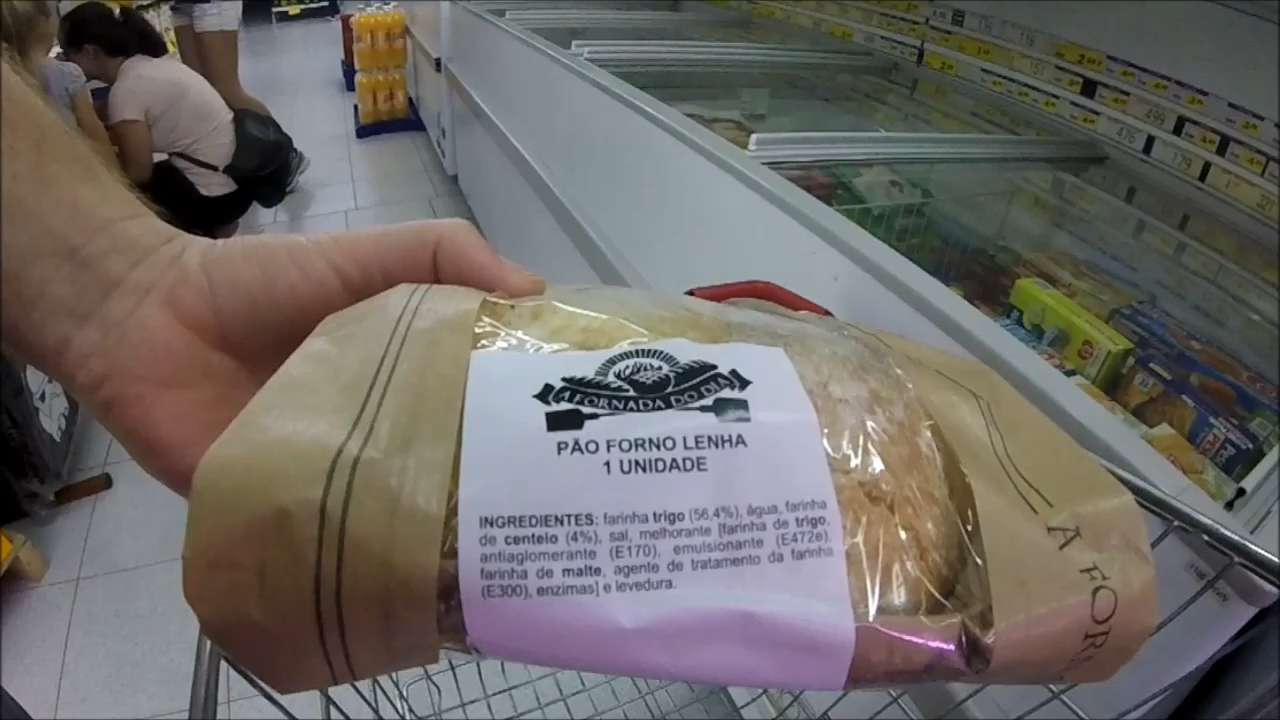 A FORNADA DO DIA
PÃO FORNO LENHA
1 UNIDADE
INGREDIENTES: farinha trigo (56,4%), água, farinha
de centeio (4%), sal, melhorante [farinha de trigo,
antiaglomerante (E170), emulsionante (E472e),
farinha de malte, agente de tratamento da farinha
(E300), enzimas] e levedura.
A FOR